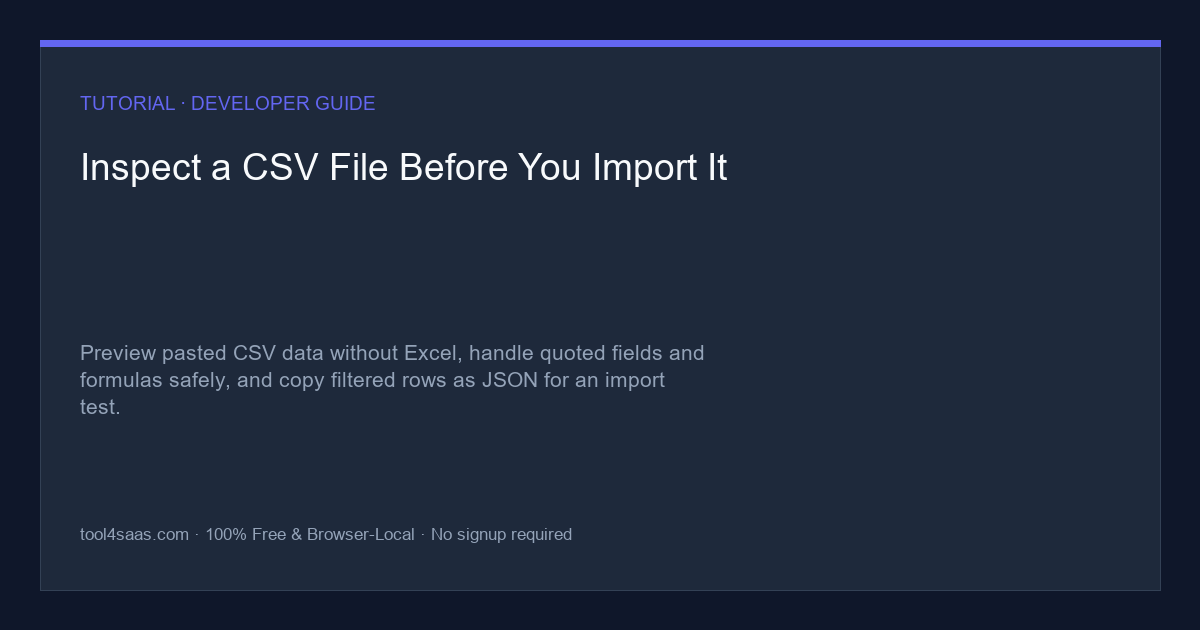 TUTORIAL · DEVELOPER GUIDE
Inspect a CSV File Before You Import It
Preview pasted CSV data without Excel, handle quoted fields and
formulas safely, and copy filtered rows as JSON for an import
test.
tool4saas.com · 100% Free & Browser-Local · No signup required